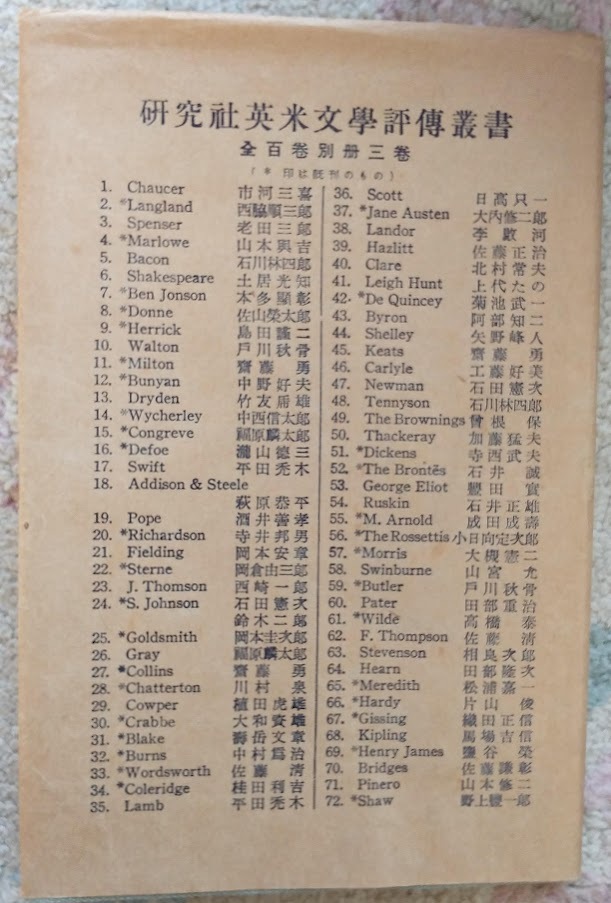 研究社英米文學評傳叢書
全百卷別册三卷
(* 印は既刊のもの)
1. Chaucer 市河三喜
2. *Langland 西脇順三郎
3. Spenser 老田三郎
4. *Marlowe 山本興吉
5. Bacon 石川林四郎
6. Shakespeare 土居光知
7. *Ben Jonson 本多顯彰
8. *Donne 佐山榮太郎
9. *Herrick 島田謹二
10. Walton 戸川秋骨
11. *Milton 齋藤勇
12. *Bunyan 中野好夫
13. Dryden 竹友虎雄
14. *Wycherley 中西信太郎
15. *Congreve 福原麟太郎
16. *Defoe 瀧山德三
17. Swift 平田禿木
18. Addison & Steele
萩原恭平
19. Pope 酒井善孝
20. *Richardson 寺井邦男
21. Fielding 岡本安章
22. *Sterne 岡倉由三郎
23. J. Thomson 西崎一郎
24. *S. Johnson 石田憲次
鈴木二郎
25. *Goldsmith 岡本圭次郎
26. Gray 福原麟太郎
27. *Collins 齋藤勇
28. *Chatterton 川村泉
29. Cowper 植田虎雄
30. *Crabbe 大和資雄
31. *Blake 壽岳文章
32. *Burns 中村爲治
33. *Wordsworth 佐藤清
34. *Coleridge 桂田利吉
35. Lamb 平田禿木
36. Scott 日高只一
37. *Jane Austen 大內脩二郎
38. Landor 李敭河
39. Hazlitt 佐藤正治
40. Clare 北村常夫
41. Leigh Hunt 上代たの
42. *De Quincey 菊池武一
43. Byron 阿部知二
44. Shelley 矢野峰人
45. Keats 齋藤勇
46. Carlyle 工藤好美
47. Newman 石田憲次
48. Tennyson 石川林四郎
49. The Brownings 曾根保
50. Thackeray 加藤猛夫
51. *Dickens 寺西武夫
52. *The Brontës 石井誠
53. George Eliot 豐田實
54. Ruskin 石井正雄
55. *M. Arnold 成田成壽
56. *The Rossettis 小日向定次郎
57. *Morris 大槻憲二
58. Swinburne 山宮允
59. *Butler 戸川秋骨
60. Pater 田部重治
61. *Wilde 高橋泰
62. F. Thompson 佐藤清
63. Stevenson 相良次郎
64. Hearn 田部隆次
65. *Meredith 松浦嘉一
66. *Hardy 片山俊
67. *Gissing 織田正信
68. Kipling 馬場吉信
69. *Henry James 鹽谷榮
70. Bridges 佐藤謙彰
71. Pinero 山本修二
72. *Shaw 野上豐一郎